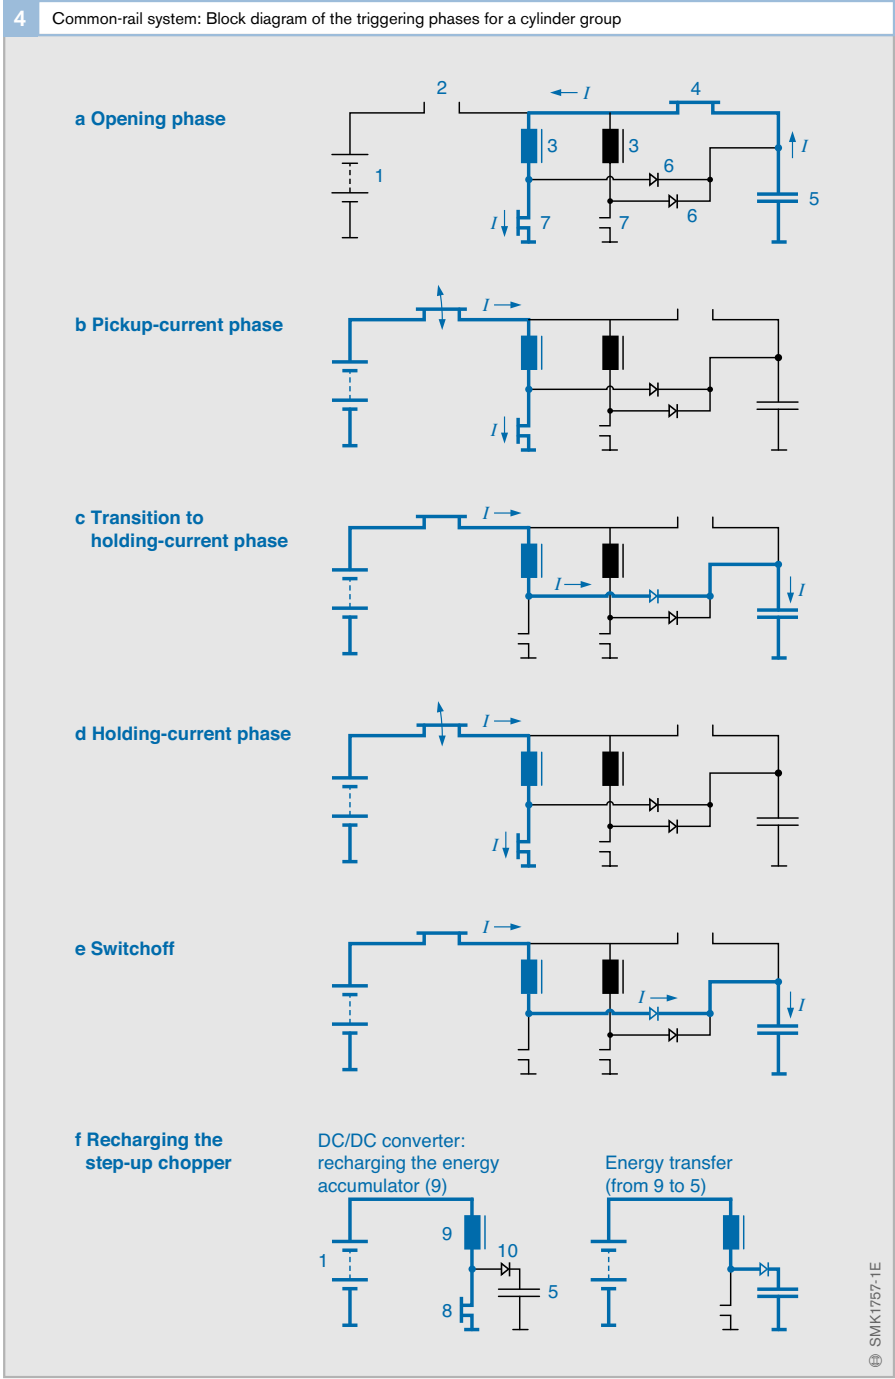 4 Common-rail system: Block diagram of the triggering phases for a cylinder group
a Opening phase
2
I
4
3
3
6
I
1
5
6
I
7
7
b Pickup-current phase
I
I
c Transition to
holding-current phase
I
I
I
d Holding-current phase
I
I
e Switchoff
I
I
I
f Recharging the
step-up chopper
DC/DC converter:
recharging the energy
accumulator (9)
Energy transfer
(from 9 to 5)
9
10
1
5
8
SMK1757-1E